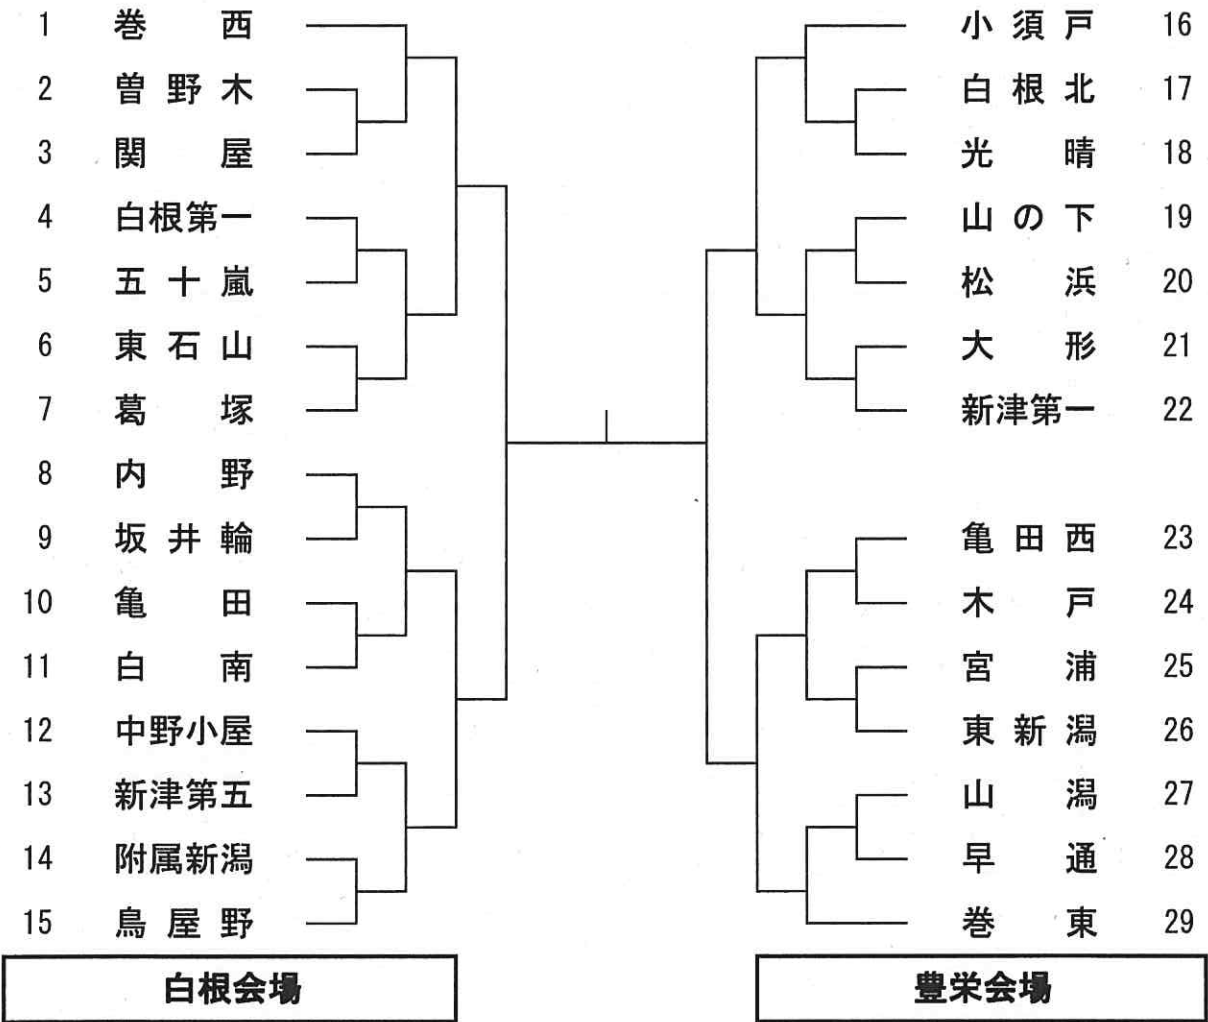 1 巻西
2 曽野木
3 関屋
4 白根第一
5 五十嵐
6 東石山
7 葛塚
8 内野
9 坂井輪
10 亀田
11 白南
12 中野小屋
13 新津第五
14 附属新潟
15 鳥屋野
白根会場
小須戸 16
白根北 17
光晴 18
山の下 19
松浜 20
大形 21
新津第一 22
亀田西 23
木戸 24
宮浦 25
東新潟 26
山潟 27
早通 28
巻東 29
豊栄会場